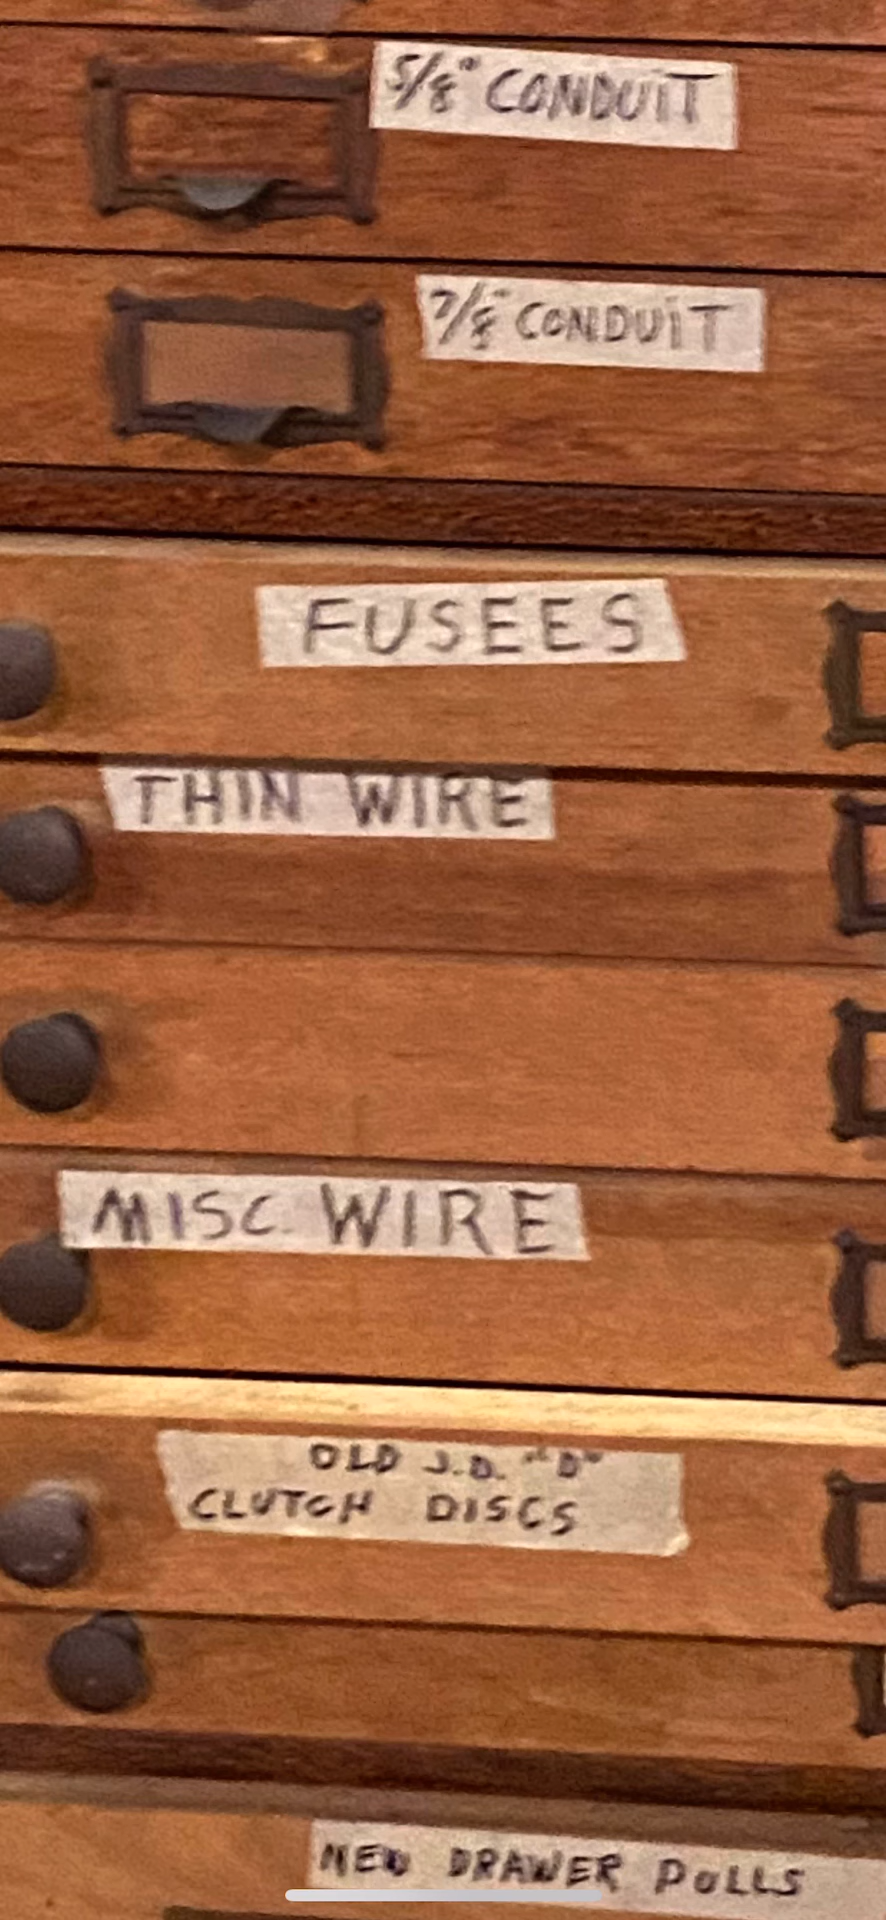 5/8" CONDUIT
7/8" CONDUIT
FUSEES
THIN WIRE
MISC. WIRE
OLD J.D. "D"
CLUTCH DISCS
NEW DRAWER PULLS